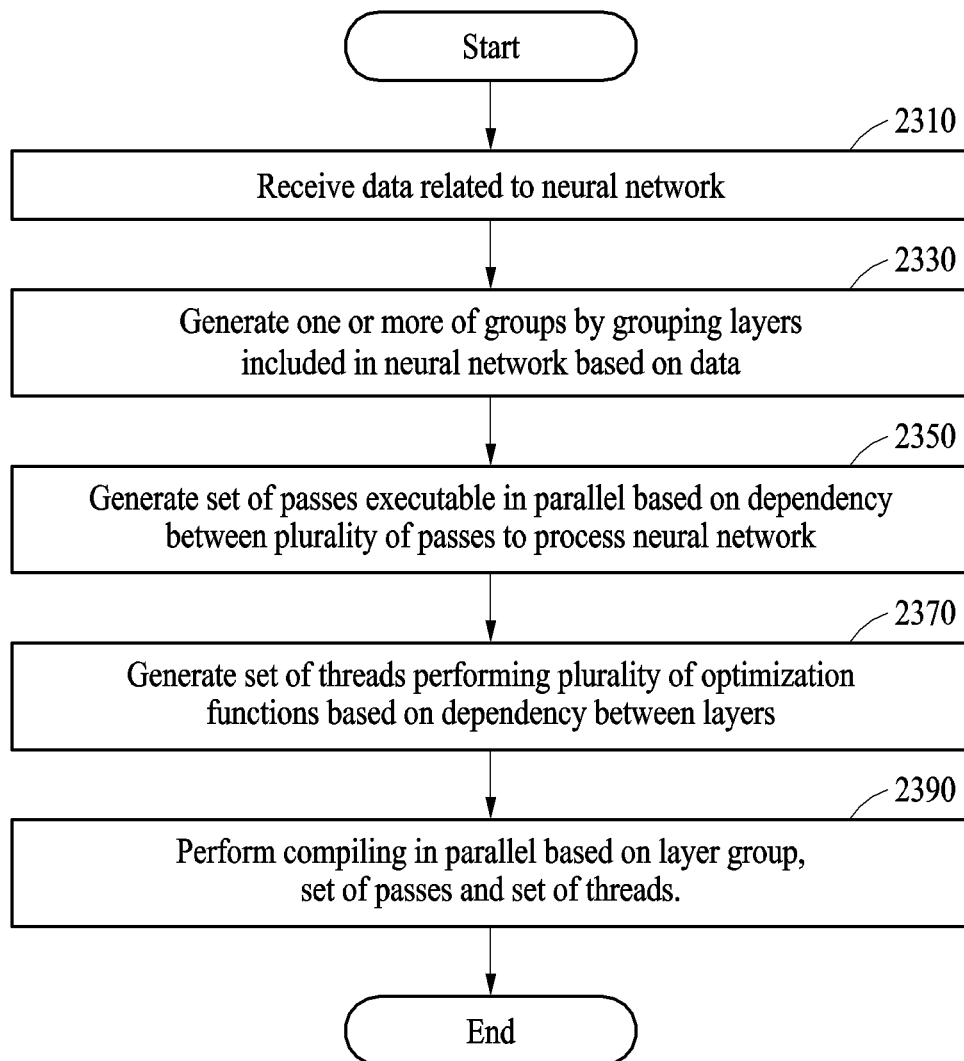 Start
2310
Receive data related to neural network
2330
Generate one or more of groups by grouping layers
included in neural network based on data
2350
Generate set of passes executable in parallel based on dependency
between plurality of passes to process neural network
2370
Generate set of threads performing plurality of optimization
functions based on dependency between layers
2390
Perform compiling in parallel based on layer group,
set of passes and set of threads.
End